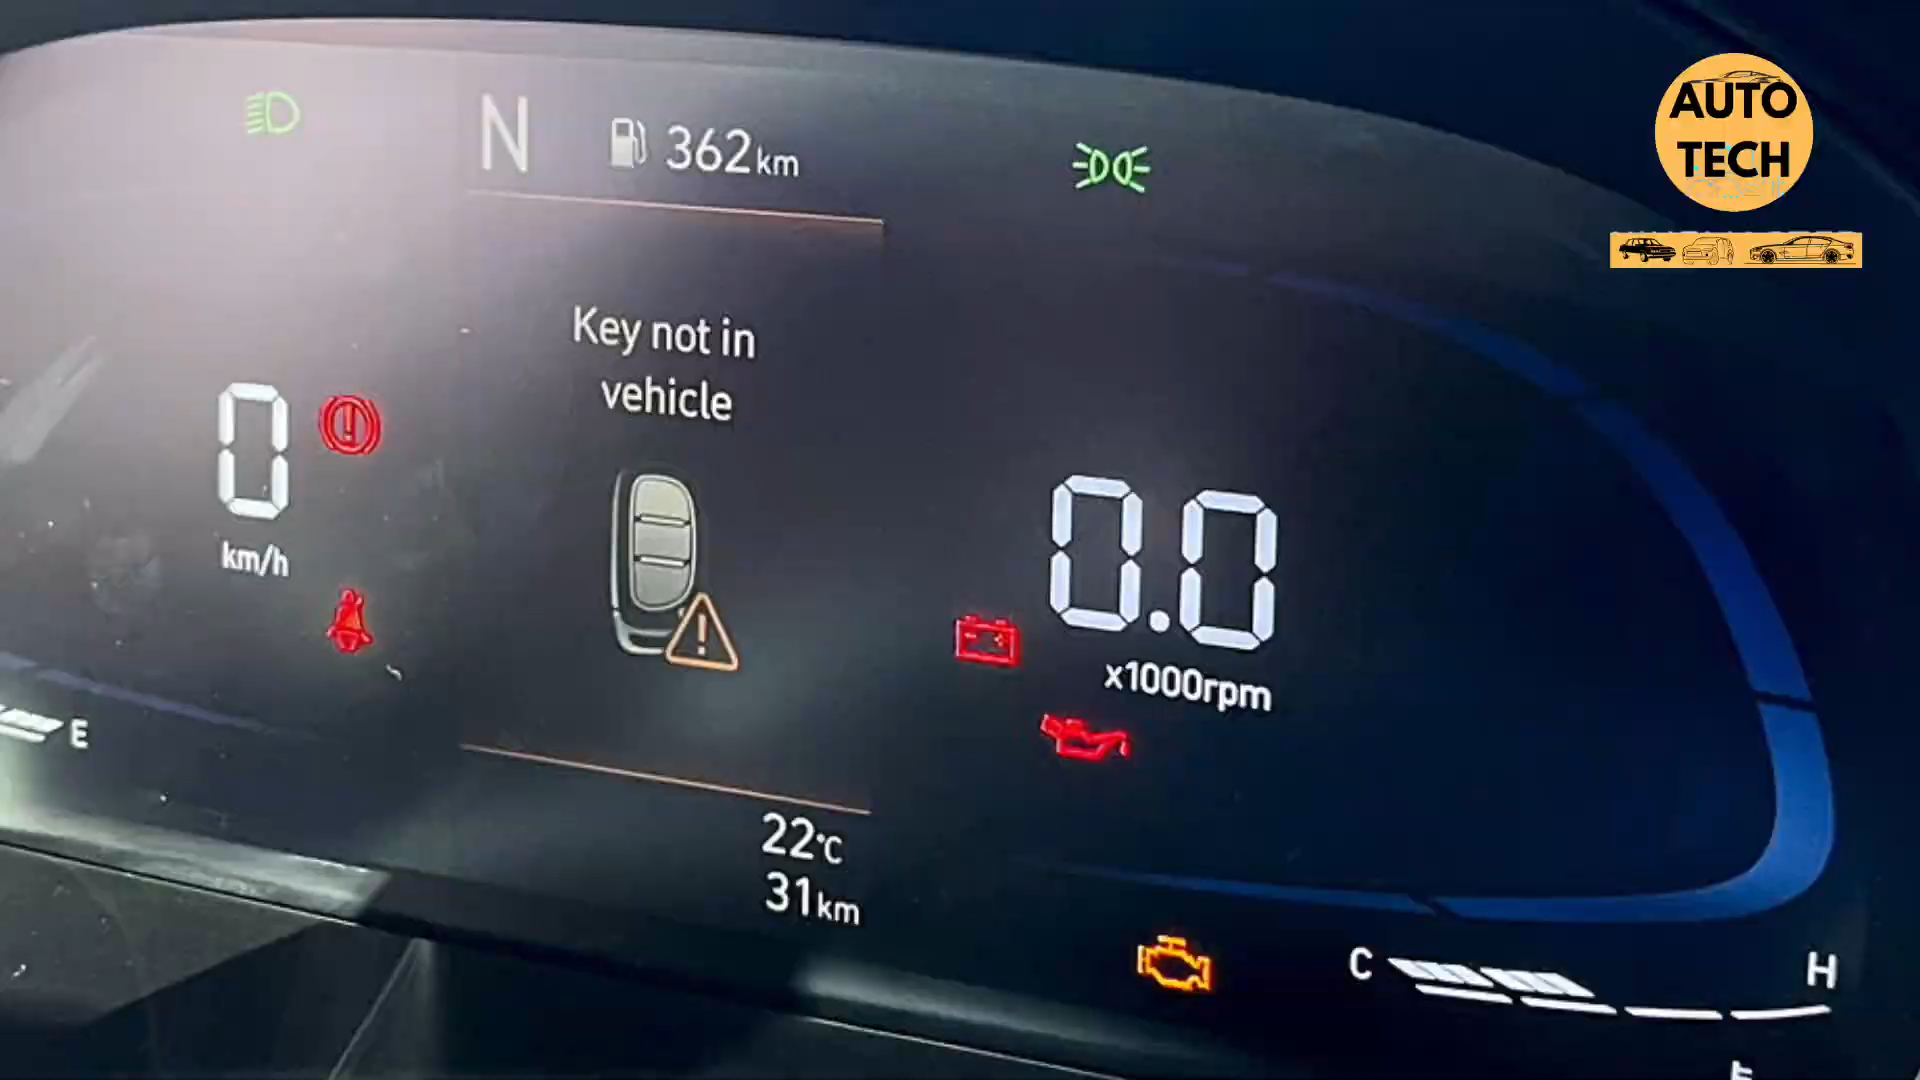 AUTO
TECH
N
362km
Key not in
vehicle
0
km/h
0.0
x1000rpm
E
22°C
31km
C
H